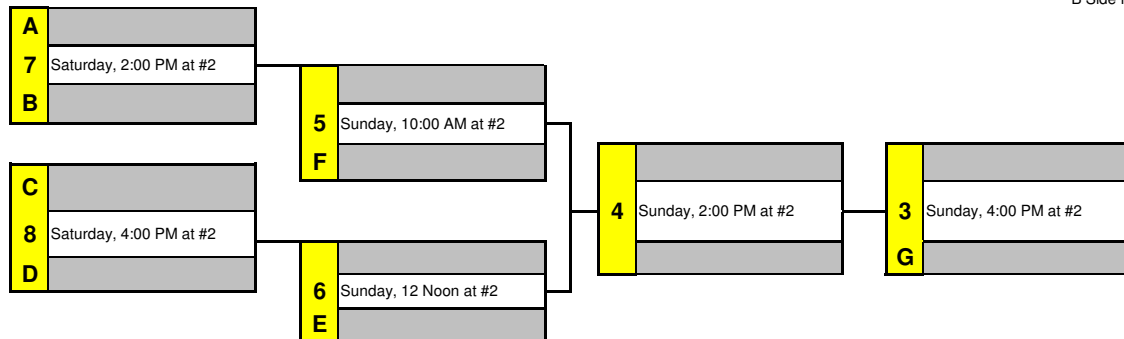 B Side
A
7 Saturday, 2:00 PM at #2
B
5 Sunday, 10:00 AM at #2
F
C
8 Saturday, 4:00 PM at #2
D
4 Sunday, 2:00 PM at #2
3 Sunday, 4:00 PM at #2
G
6 Sunday, 12 Noon at #2
E